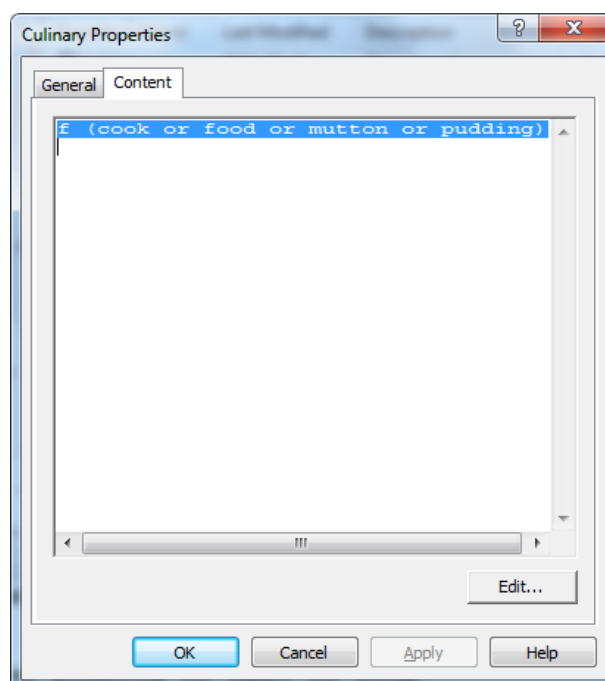 Culinary Properties
General Content
f (cook or food or mutton or pudding)
Edit...
OK Cancel Apply Help